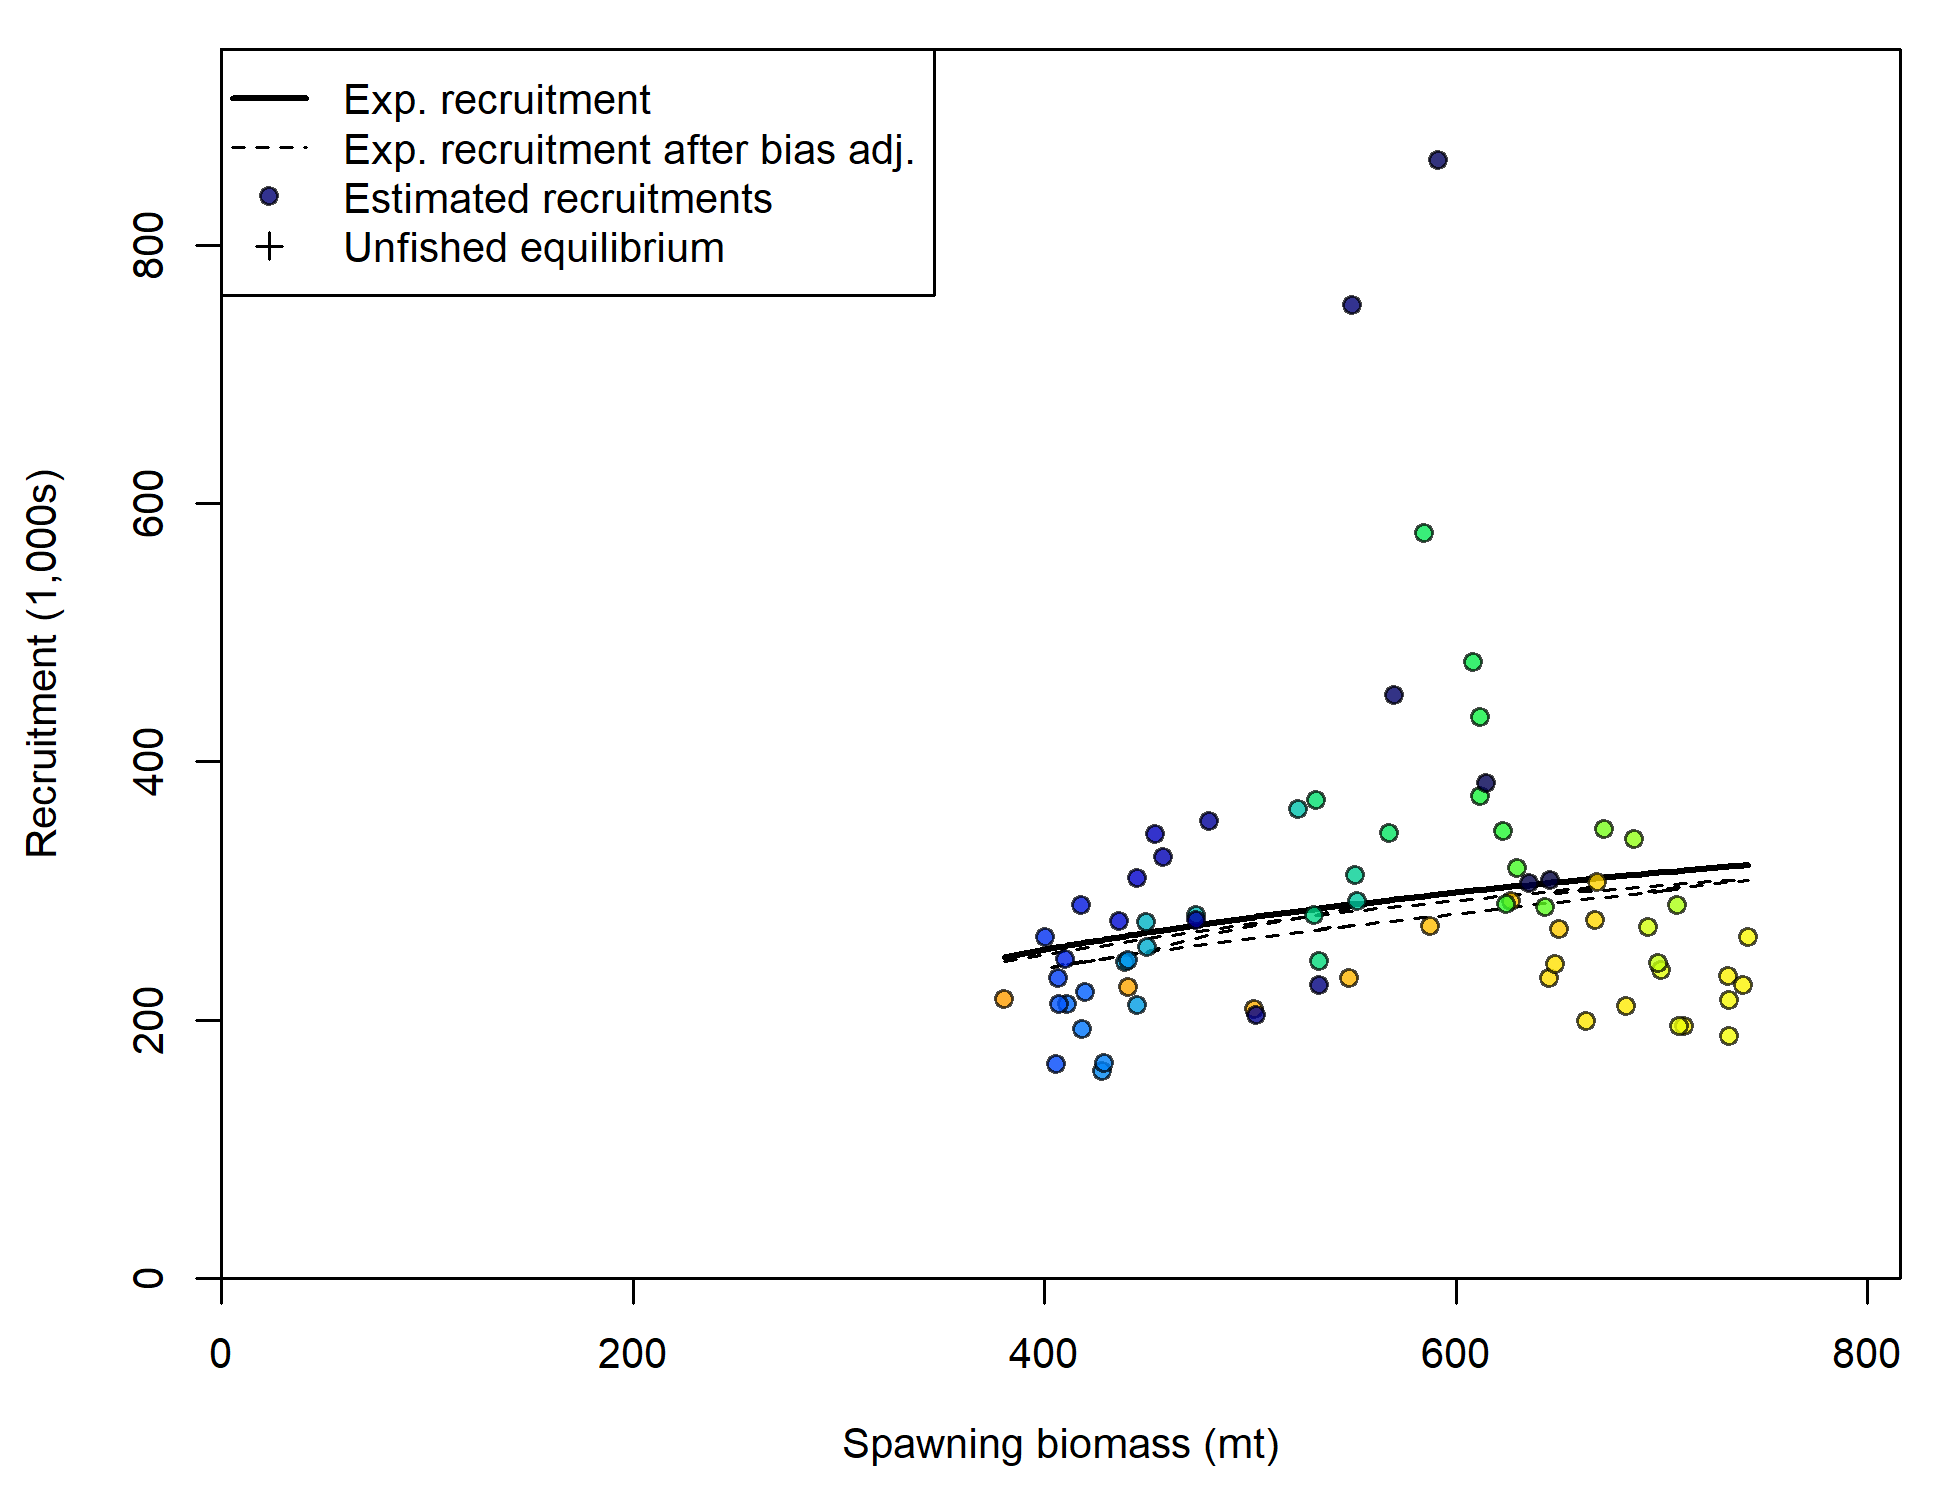 Exp. recruitment
Exp. recruitment after bias adj.
Estimated recruitments
Unfished equilibrium
Recruitment (1,000s)
800
600
400
200
0
0 200 400 600 800
Spawning biomass (mt)